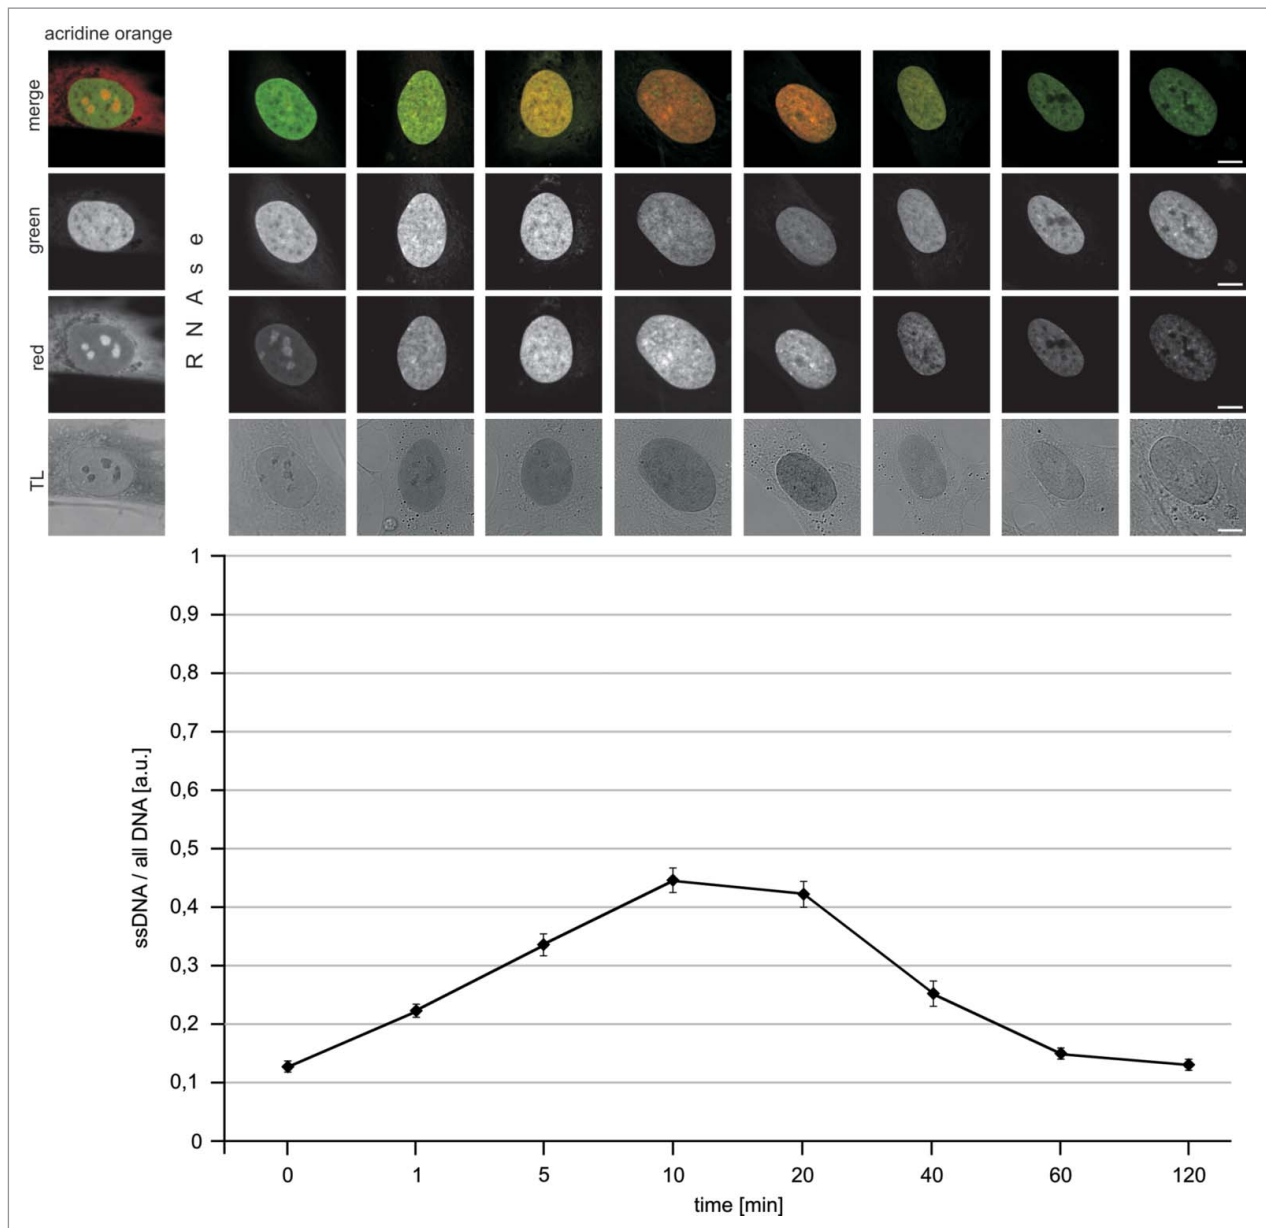 acridine orange
merge
green
red
TL
RNAse
1
0,9
0,8
0,7
0,6
0,5
0,4
0,3
0,2
0,1
0
ssDNA / all DNA [a.u.]
0 1 5 10 20 40 60 120
time [min]